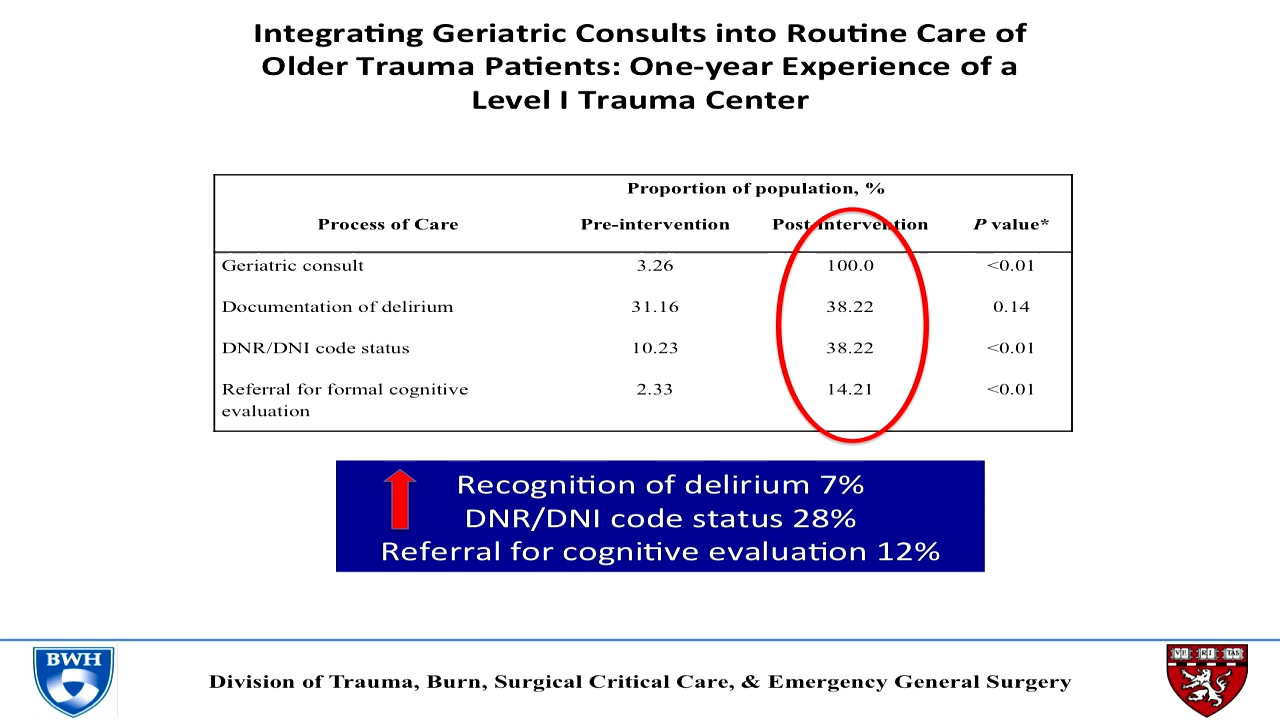 Integrating Geriatric Consults into Routine Care of
Older Trauma Patients: One-year Experience of a
Level I Trauma Center
Proportion of population, %
Process of Care Pre-intervention Post-intervention P value*
Geriatric consult 3.26 100.0 <0.01
Documentation of delirium 31.16 38.22 0.14
DNR/DNI code status 10.23 38.22 <0.01
Referral for formal cognitive 2.33 14.21 <0.01
evaluation
Recognition of delirium 7%
DNR/DNI code status 28%
Referral for cognitive evaluation 12%
BWH
Division of Trauma, Burn, Surgical Critical Care, & Emergency General Surgery
VE RI TAS